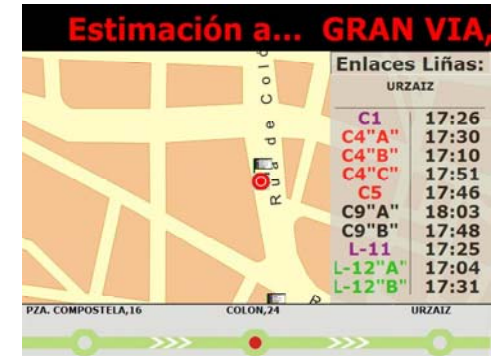 Estimación a... GRAN VIA,
Rúa de Coló
Enlaces Liñas:
URZAIZ
C1 17:26
C4"A" 17:30
C4"B" 17:10
C4"C" 17:51
C5 17:46
C9"A" 18:03
C9"B" 17:48
L-11 17:25
L-12"A" 17:04
L-12"B" 17:31
PZA. COMPOSTELA,16 COLON,24 URZAIZ